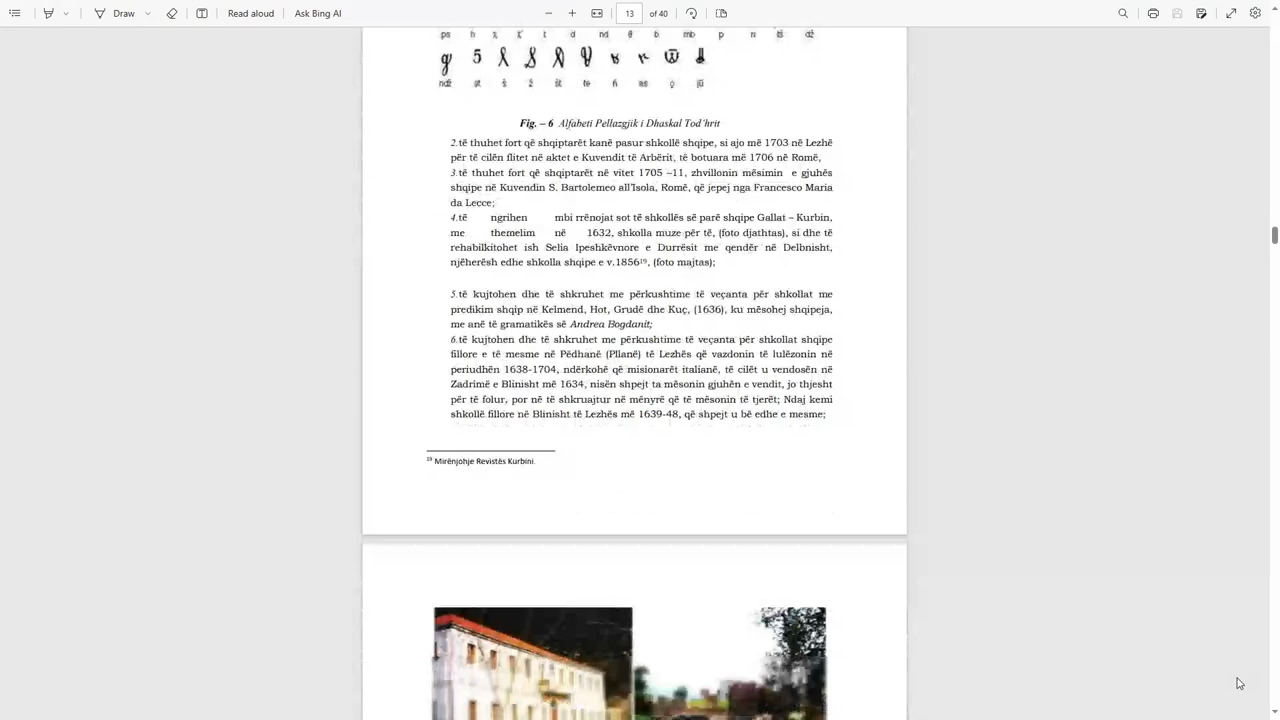 Draw
Read aloud
Ask Bing AI
13 of 40
Fig. – 6 Alfabeti Pellazgjik i Dhaskal Tod'hrit
2.të thuhet fort që shqiptarët kanë pasur shkollë shqipe, si ajo më 1703 në Lezhë
për të cilën flitet në aktet e Kuvendit të Arbërit, të botuara më 1706 në Romë,
3.të thuhet fort që shqiptarët në vitet 1705 –11, zhvillonin mësimin e gjuhës
shqipe në Kuvendin S. Bartolemeo all'Isola, Romë, që jepej nga Francesco Maria
da Lecce;
4.të ngrihen mbi rrënojat sot të shkollës së parë shqipe Gallat – Kurbin,
me themelim në 1632, shkolla muze për të, (foto djathtas), si dhe të
rehabilkitohet ish Selia Ipeshkëvnore e Durrësit me qendër në Delbnisht,
njëherësh edhe shkolla shqipe e v.1856¹⁹, (foto majtas);
5.të kujtohen dhe të shkruhet me përkushtime të veçanta për shkollat me
predikim shqip në Kelmend, Hot, Grudë dhe Kuç, (1636), ku mësohej shqipeja,
me anë të gramatikës së Andrea Bogdanit;
6.të kujtohen dhe të shkruhet me përkushtime të veçanta për shkollat shqipe
fillore e të mesme në Pëdhanë (Pllanë) të Lezhës që vazdonin të lulëzonin në
periudhën 1638-1704, ndërkohë që misionarët italianë, të cilët u vendosën në
Zadrimë e Blinisht më 1634, nisën shpejt ta mësonin gjuhën e vendit, jo thjesht
për të folur, por në të shkruajtur në mënyrë që të mësonin të tjerët; Ndaj kemi
shkollë fillore në Blinisht të Lezhës më 1639-48, që shpejt u bë edhe e mesme;
¹⁹ Mirënjohje Revistës Kurbini.